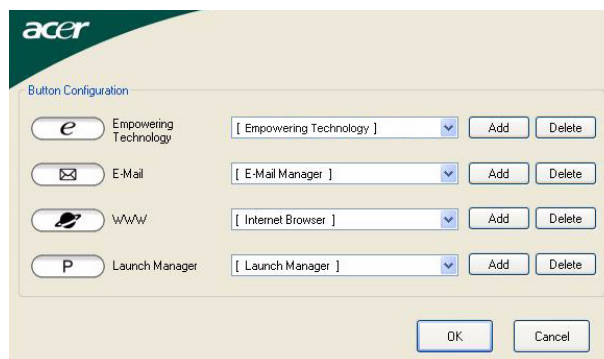 acer
Button Configuration
e Empowering Technology [ Empowering Technology ] Add Delete
E-Mail [ E-Mail Manager ] Add Delete
WWW [ Internet Browser ] Add Delete
P Launch Manager [ Launch Manager ] Add Delete
OK Cancel